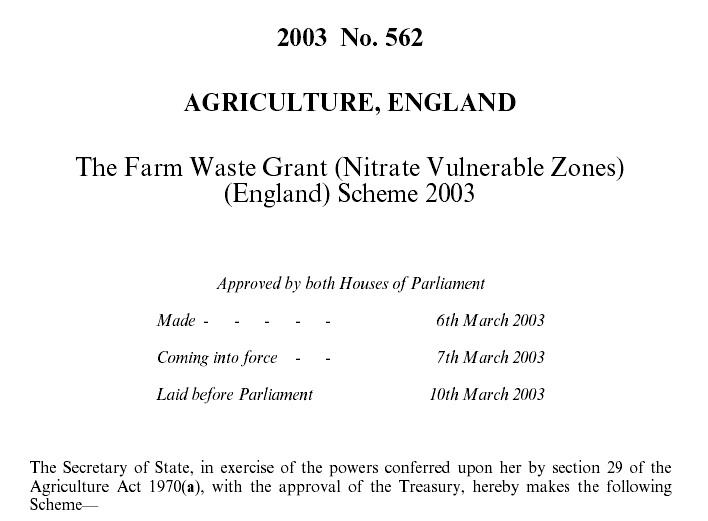 2003 No. 562
AGRICULTURE, ENGLAND
The Farm Waste Grant (Nitrate Vulnerable Zones)
(England) Scheme 2003
Approved by both Houses of Parliament
Made - - - - - 6th March 2003
Coming into force - - 7th March 2003
Laid before Parliament 10th March 2003
The Secretary of State, in exercise of the powers conferred upon her by section 29 of the
Agriculture Act 1970(a), with the approval of the Treasury, hereby makes the following
Scheme—